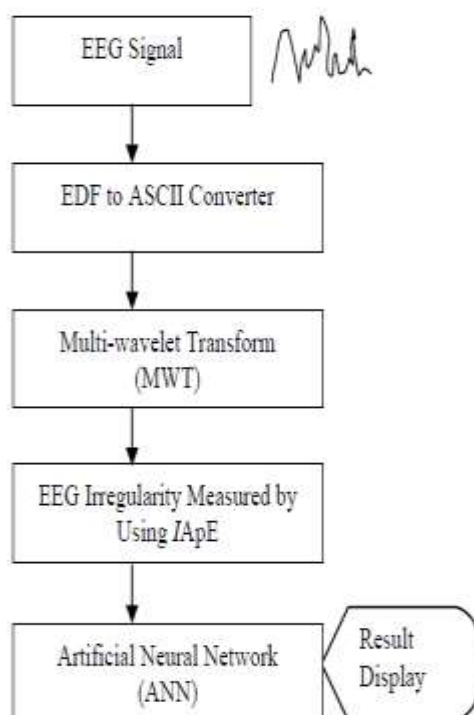 EEG Signal
EDF to ASCII Converter
Multi-wavelet Transform
(MWT)
EEG Irregularity Measured by
Using IApE
Artificial Neural Network
(ANN)
Result
Display